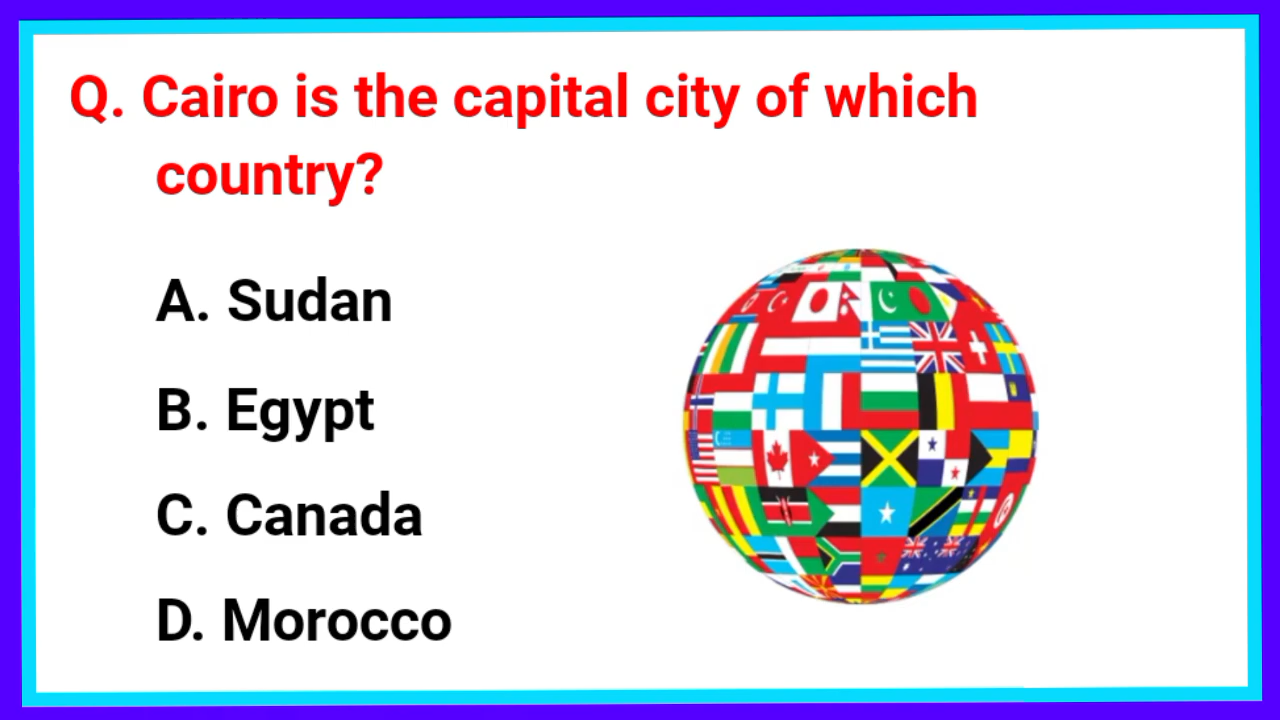 Q. Cairo is the capital city of which
country?
A. Sudan
B. Egypt
C. Canada
D. Morocco